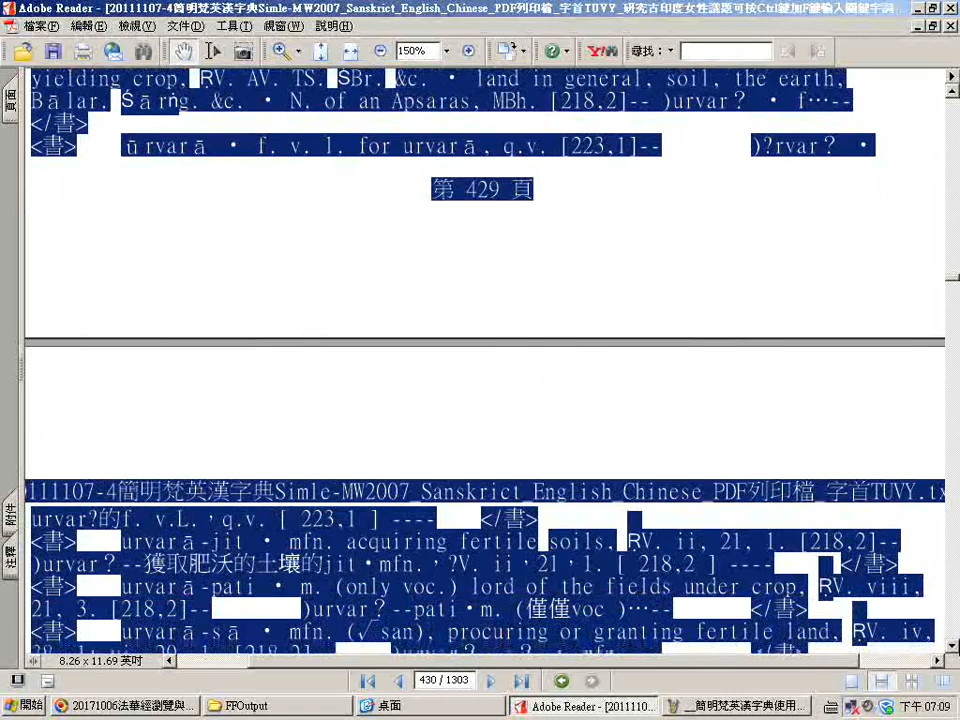 Adobe Reader - [20111107-4簡明梵英漢字典Simle-MW2007_Sanskrict_English_Chinese_PDF列印檔_字首TUVY_研究古印度女性議題可按Ctrl鍵加F鍵輸入關鍵字詞
檔案(F) 編輯(E) 檢視(V) 文件(D) 工具(T) 視窗(W) 說明(H)
150% Y! 尋找：
頁面
yielding crop, ṚV. AV. TS. ŚBr. &c. • land in general, soil, the earth,
Bālar. Śārṅg. &c. • N. of an Apsaras, MBh. [218,2]-- )urvar? • f…--
</書>
<書> ūrvarā • f. v. l. for urvarā, q.v. [223,1]-- )?rvar? •
第 429 頁
0111107-4簡明梵英漢字典Simle-MW2007_Sanskrict_English_Chinese_PDF列印檔_字首TUVY.tx
urvar?的f. v.L.，q.v. [ 223,1 ] ---- </書>
<書> urvarā-jit • mfn. acquiring fertile soils, ṚV. ii, 21, 1. [218,2]--
)urvar？--獲取肥沃的土壤的jit•mfn.，?V. ii，21，1. [ 218,2 ] ---- </書>
<書> urvarā-pati • m. (only voc.) lord of the fields under crop, ṚV. viii,
21, 3. [218,2]-- )urvar？--pati•m. (僅僅voc )…-- </書>
<書> urvarā-sā • mfn. (√san), procuring or granting fertile land, ṚV. iv,
附件
注釋
8.26 x 11.69 英吋
430 / 1303
開始 20171006法華經瀏覽與... FFOutput 桌面 Adobe Reader - [201110... __簡明梵英字典使用... 下午 07:09